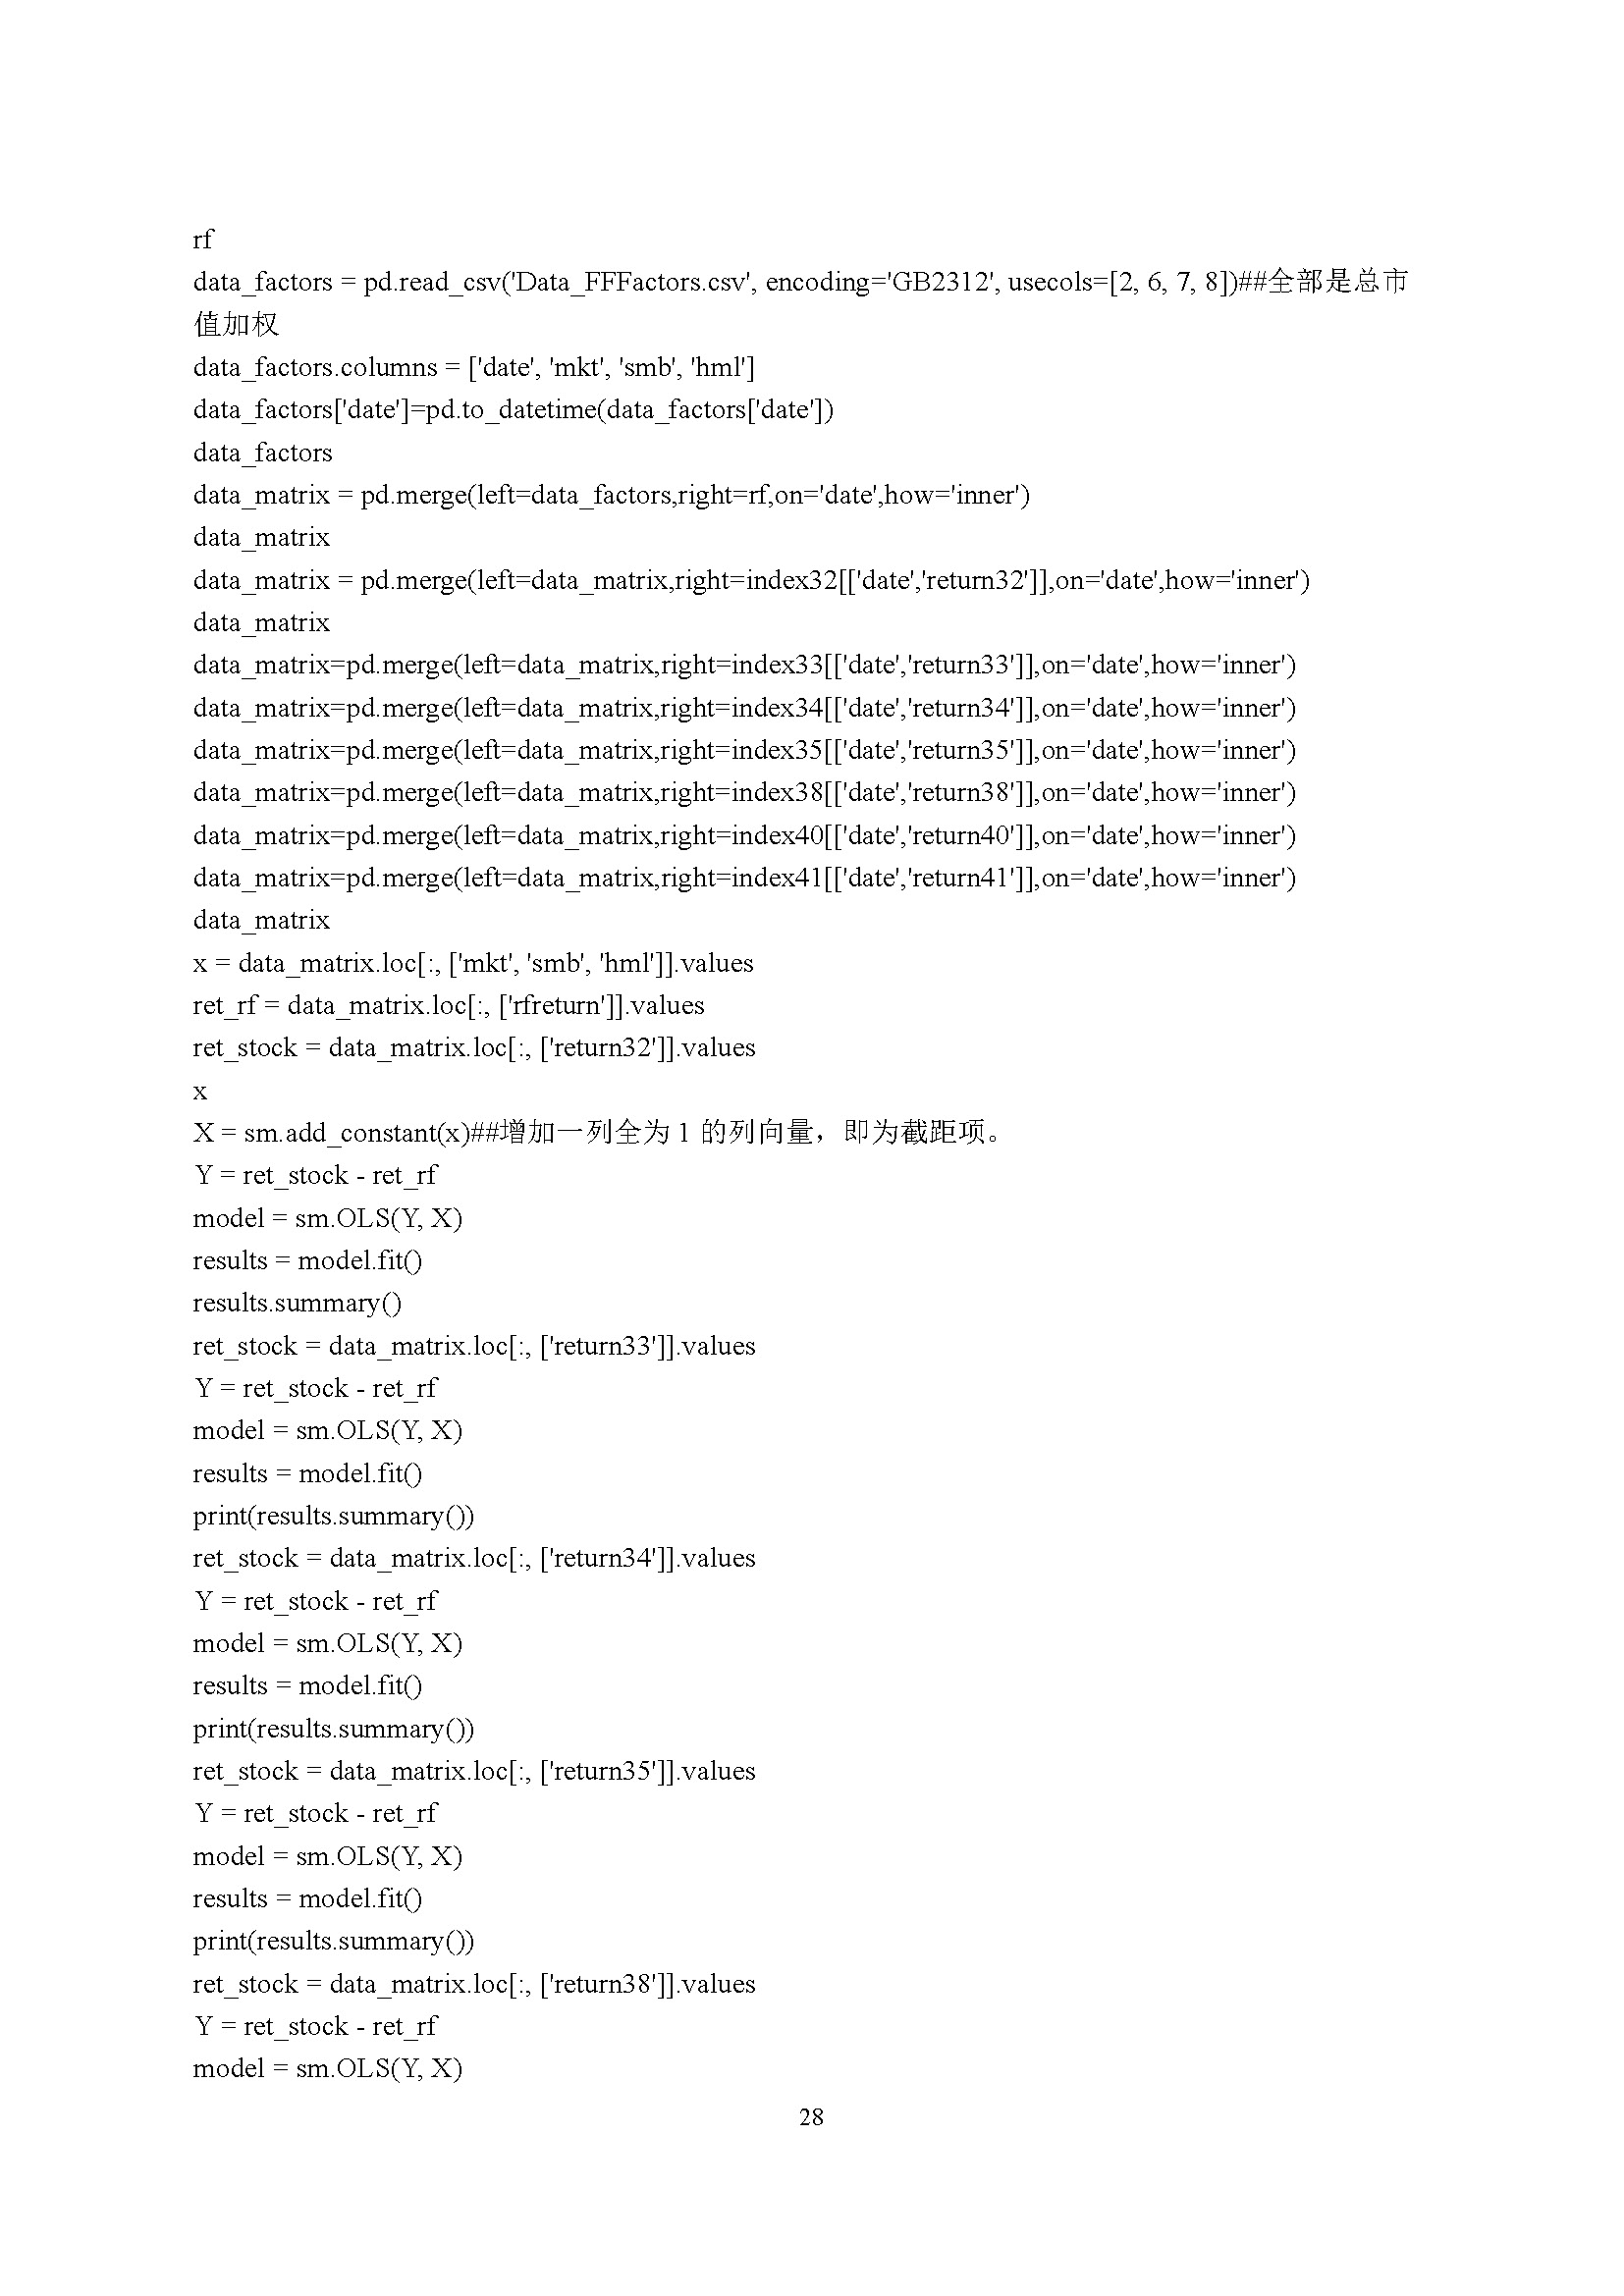 rf
data_factors = pd.read_csv('Data_FFFactors.csv', encoding='GB2312', usecols=[2, 6, 7, 8])##全部是总市
值加权
data_factors.columns = ['date', 'mkt', 'smb', 'hml']
data_factors['date']=pd.to_datetime(data_factors['date'])
data_factors
data_matrix = pd.merge(left=data_factors,right=rf,on='date',how='inner')
data_matrix
data_matrix = pd.merge(left=data_matrix,right=index32[['date','return32']],on='date',how='inner')
data_matrix
data_matrix=pd.merge(left=data_matrix,right=index33[['date','return33']],on='date',how='inner')
data_matrix=pd.merge(left=data_matrix,right=index34[['date','return34']],on='date',how='inner')
data_matrix=pd.merge(left=data_matrix,right=index35[['date','return35']],on='date',how='inner')
data_matrix=pd.merge(left=data_matrix,right=index38[['date','return38']],on='date',how='inner')
data_matrix=pd.merge(left=data_matrix,right=index40[['date','return40']],on='date',how='inner')
data_matrix=pd.merge(left=data_matrix,right=index41[['date','return41']],on='date',how='inner')
data_matrix
x = data_matrix.loc[:, ['mkt', 'smb', 'hml']].values
ret_rf = data_matrix.loc[:, ['rfreturn']].values
ret_stock = data_matrix.loc[:, ['return32']].values
x
X = sm.add_constant(x)##增加一列全为 1 的列向量，即为截距项。
Y = ret_stock - ret_rf
model = sm.OLS(Y, X)
results = model.fit()
results.summary()
ret_stock = data_matrix.loc[:, ['return33']].values
Y = ret_stock - ret_rf
model = sm.OLS(Y, X)
results = model.fit()
print(results.summary())
ret_stock = data_matrix.loc[:, ['return34']].values
Y = ret_stock - ret_rf
model = sm.OLS(Y, X)
results = model.fit()
print(results.summary())
ret_stock = data_matrix.loc[:, ['return35']].values
Y = ret_stock - ret_rf
model = sm.OLS(Y, X)
results = model.fit()
print(results.summary())
ret_stock = data_matrix.loc[:, ['return38']].values
Y = ret_stock - ret_rf
model = sm.OLS(Y, X)
28